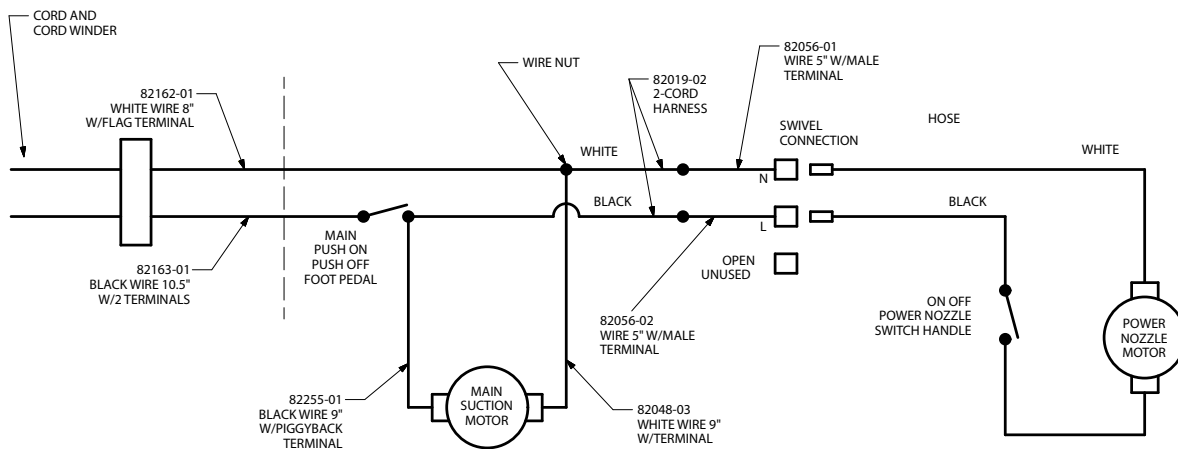 CORD AND
CORD WINDER
82162-01
WHITE WIRE 8"
W/FLAG TERMINAL
82163-01
BLACK WIRE 10.5"
W/2 TERMINALS
MAIN
PUSH ON
PUSH OFF
FOOT PEDAL
82255-01
BLACK WIRE 9"
W/PIGGYBACK
TERMINAL
MAIN
SUCTION
MOTOR
WIRE NUT
WHITE
BLACK
82019-02
2-CORD
HARNESS
82056-01
WIRE 5" W/MALE
TERMINAL
82056-02
WIRE 5" W/MALE
TERMINAL
82048-03
WHITE WIRE 9"
W/TERMINAL
SWIVEL
CONNECTION
N
L
OPEN
UNUSED
HOSE
WHITE
BLACK
ON OFF
POWER NOZZLE
SWITCH HANDLE
POWER
NOZZLE
MOTOR